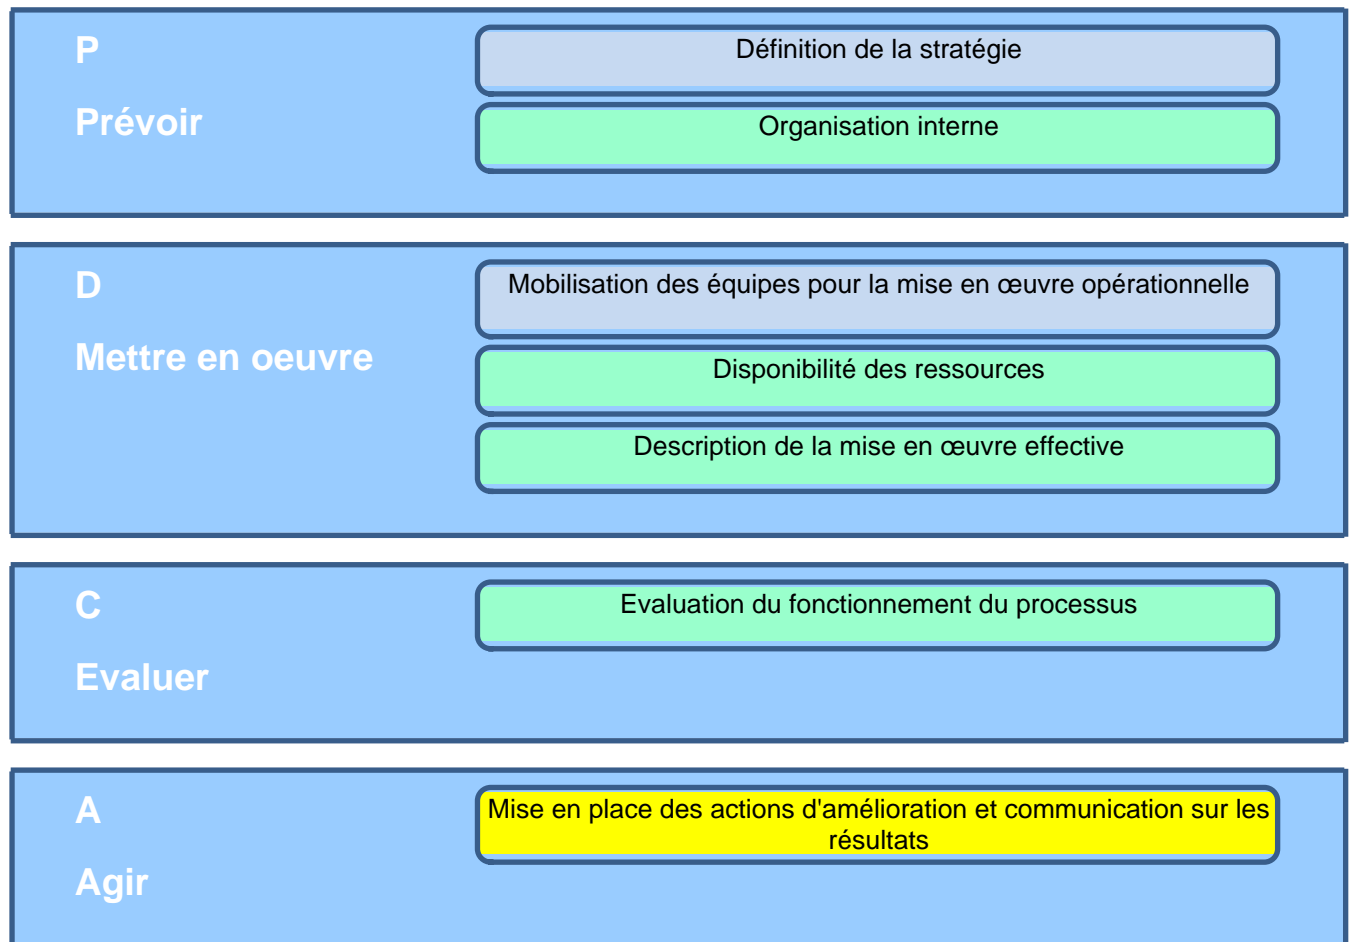 P
Prévoir
Définition de la stratégie
Organisation interne
D
Mettre en oeuvre
Mobilisation des équipes pour la mise en œuvre opérationnelle
Disponibilité des ressources
Description de la mise en œuvre effective
C
Evaluer
Evaluation du fonctionnement du processus
A
Agir
Mise en place des actions d'amélioration et communication sur les
résultats